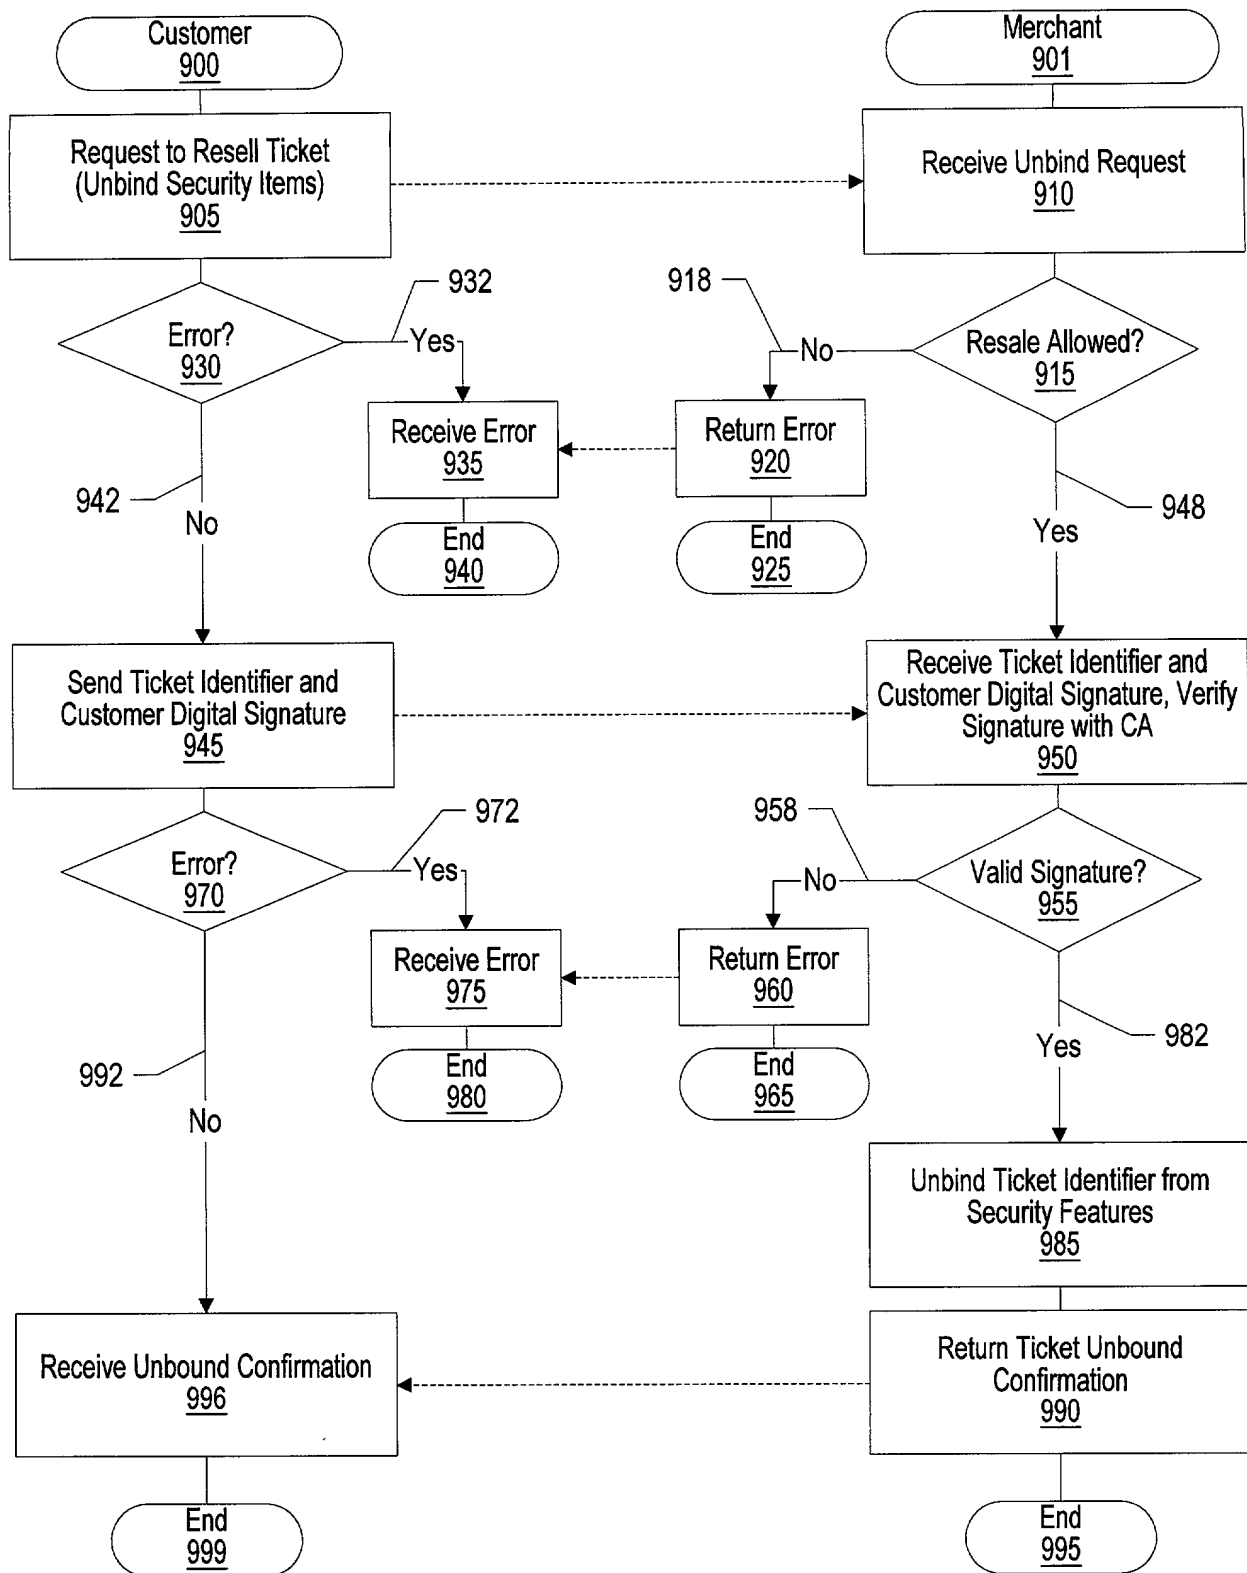 Customer
900
Merchant
901
Request to Resell Ticket
(Unbind Security Items)
905
Receive Unbind Request
910
932
918
Error?
930
Yes
No
Resale Allowed?
915
Receive Error
935
Return Error
920
942
948
No
End
940
End
925
Yes
Send Ticket Identifier and
Customer Digital Signature
945
Receive Ticket Identifier and
Customer Digital Signature, Verify
Signature with CA
950
972
958
Error?
970
Yes
No
Valid Signature?
955
Receive Error
975
Return Error
960
992
982
Yes
End
980
End
965
No
Unbind Ticket Identifier from
Security Features
985
Receive Unbound Confirmation
996
Return Ticket Unbound
Confirmation
990
End
999
End
995